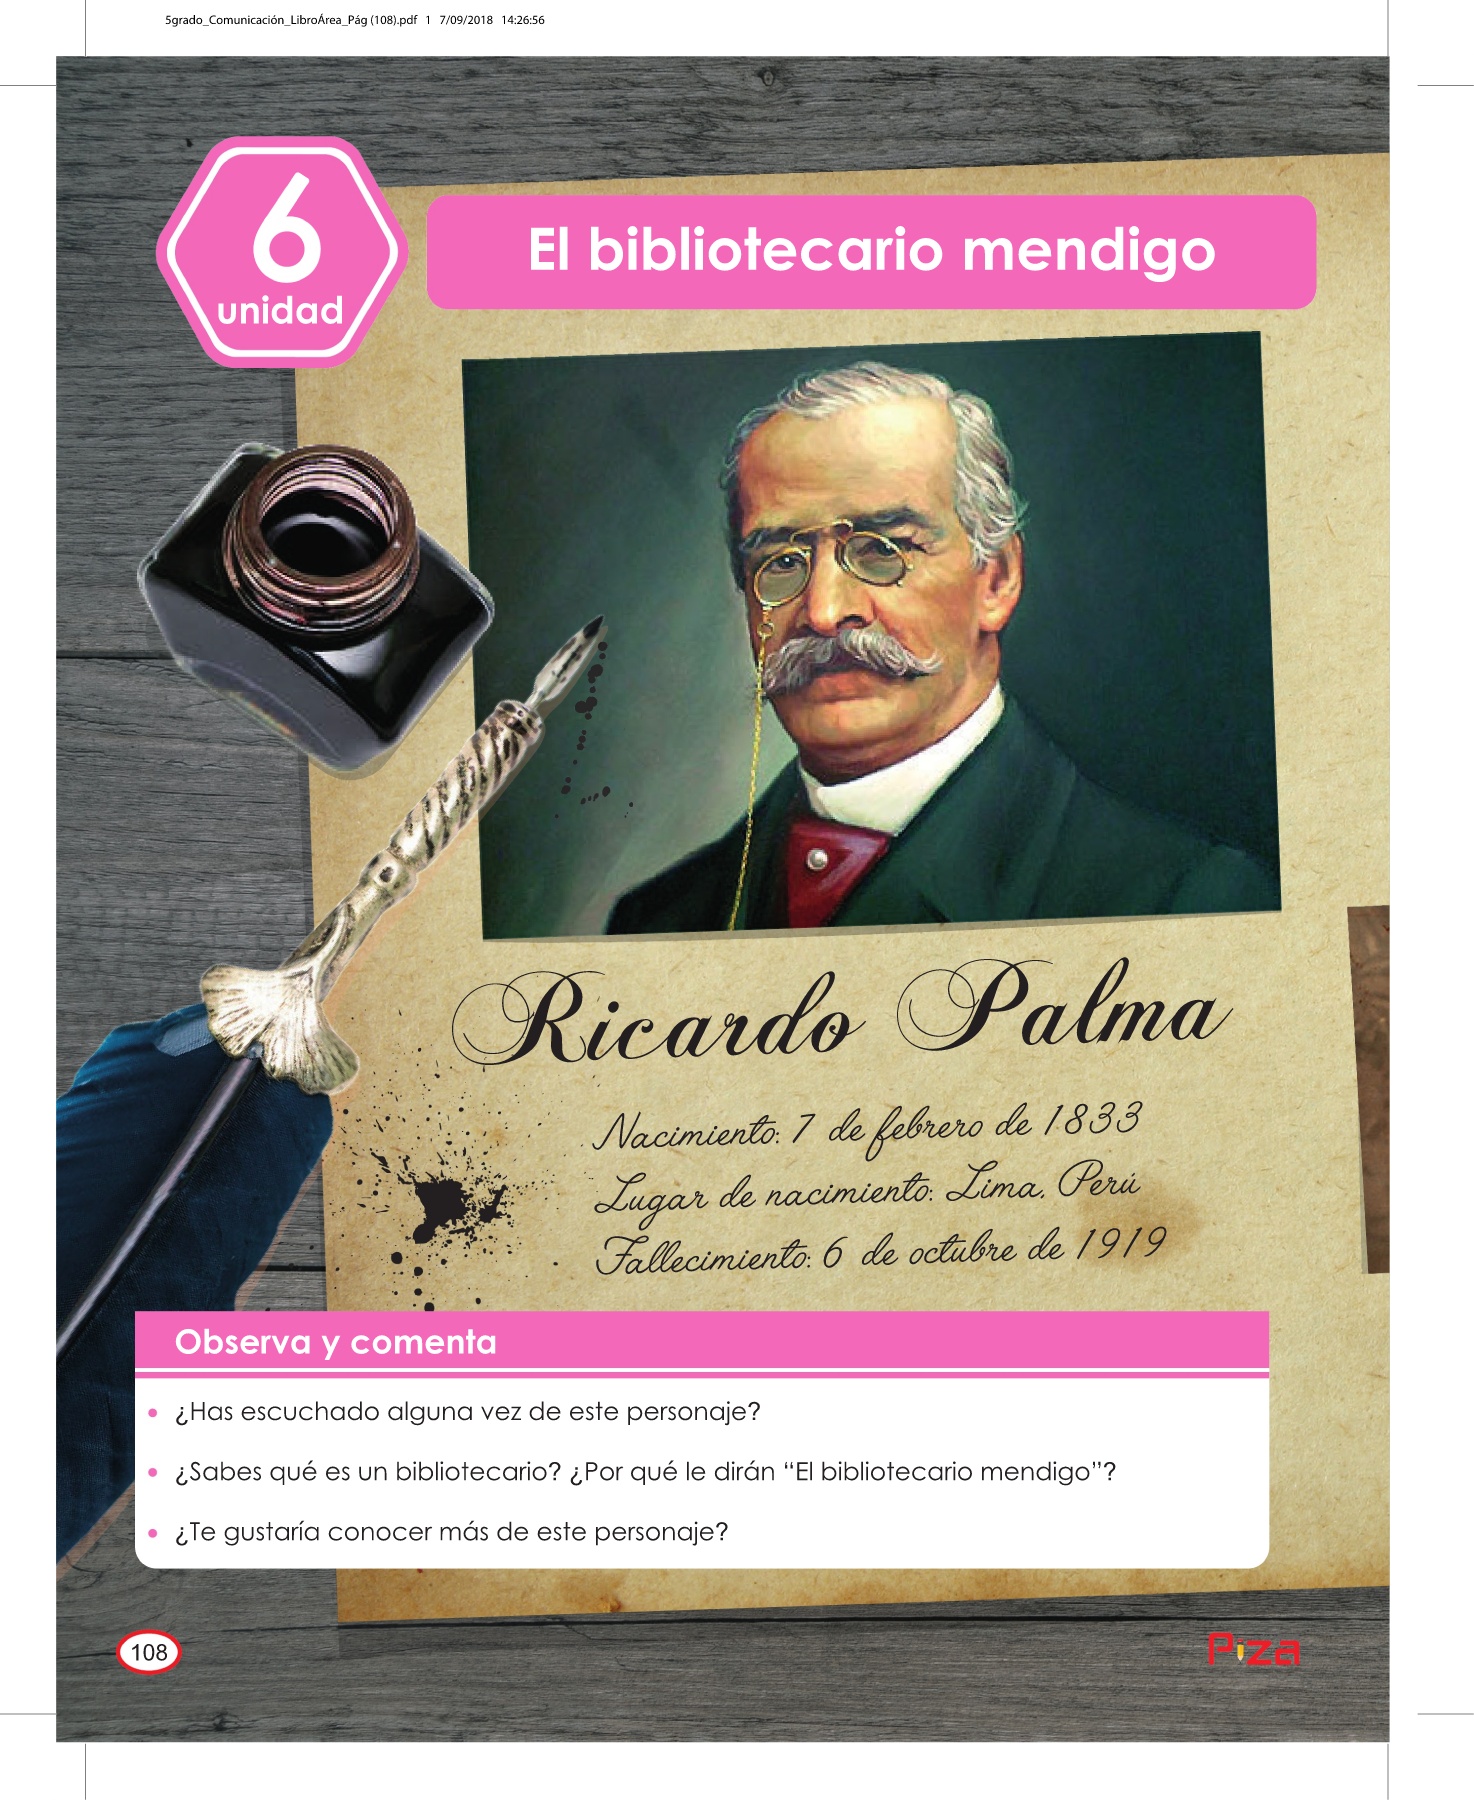 5grado_Comunicación_LibroÁrea_Pág (108).pdf 1 7/09/2018 14:26:56
6
unidad
El bibliotecario mendigo
Ricardo Palma
Nacimiento: 7 de febrero de 1833
Lugar de nacimiento: Lima, Perú
Fallecimiento: 6 de octubre de 1919
Observa y comenta
• ¿Has escuchado alguna vez de este personaje?
• ¿Sabes qué es un bibliotecario? ¿Por qué le dirán “El bibliotecario mendigo”?
• ¿Te gustaría conocer más de este personaje?
108
Piza